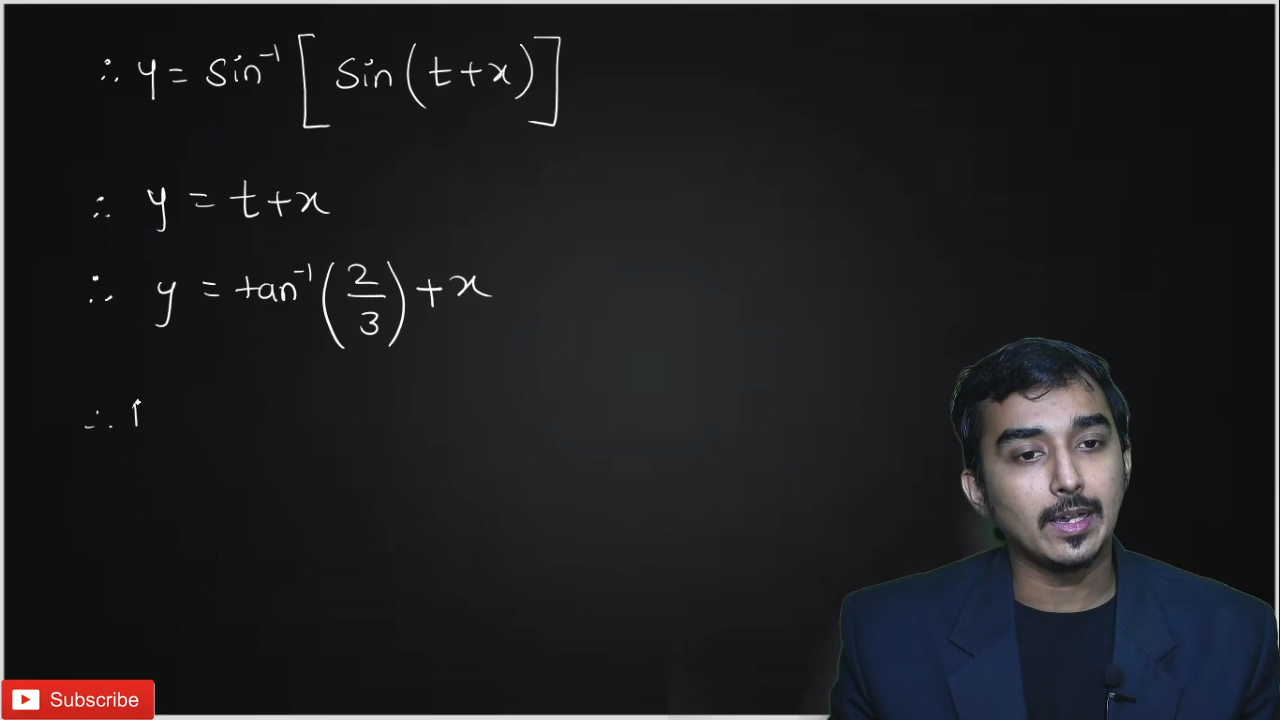 ∴ y = sin⁻¹ [ sin (t+x) ]
∴ y = t+x
∴ y = tan⁻¹ (2/3) + x
∴
Subscribe